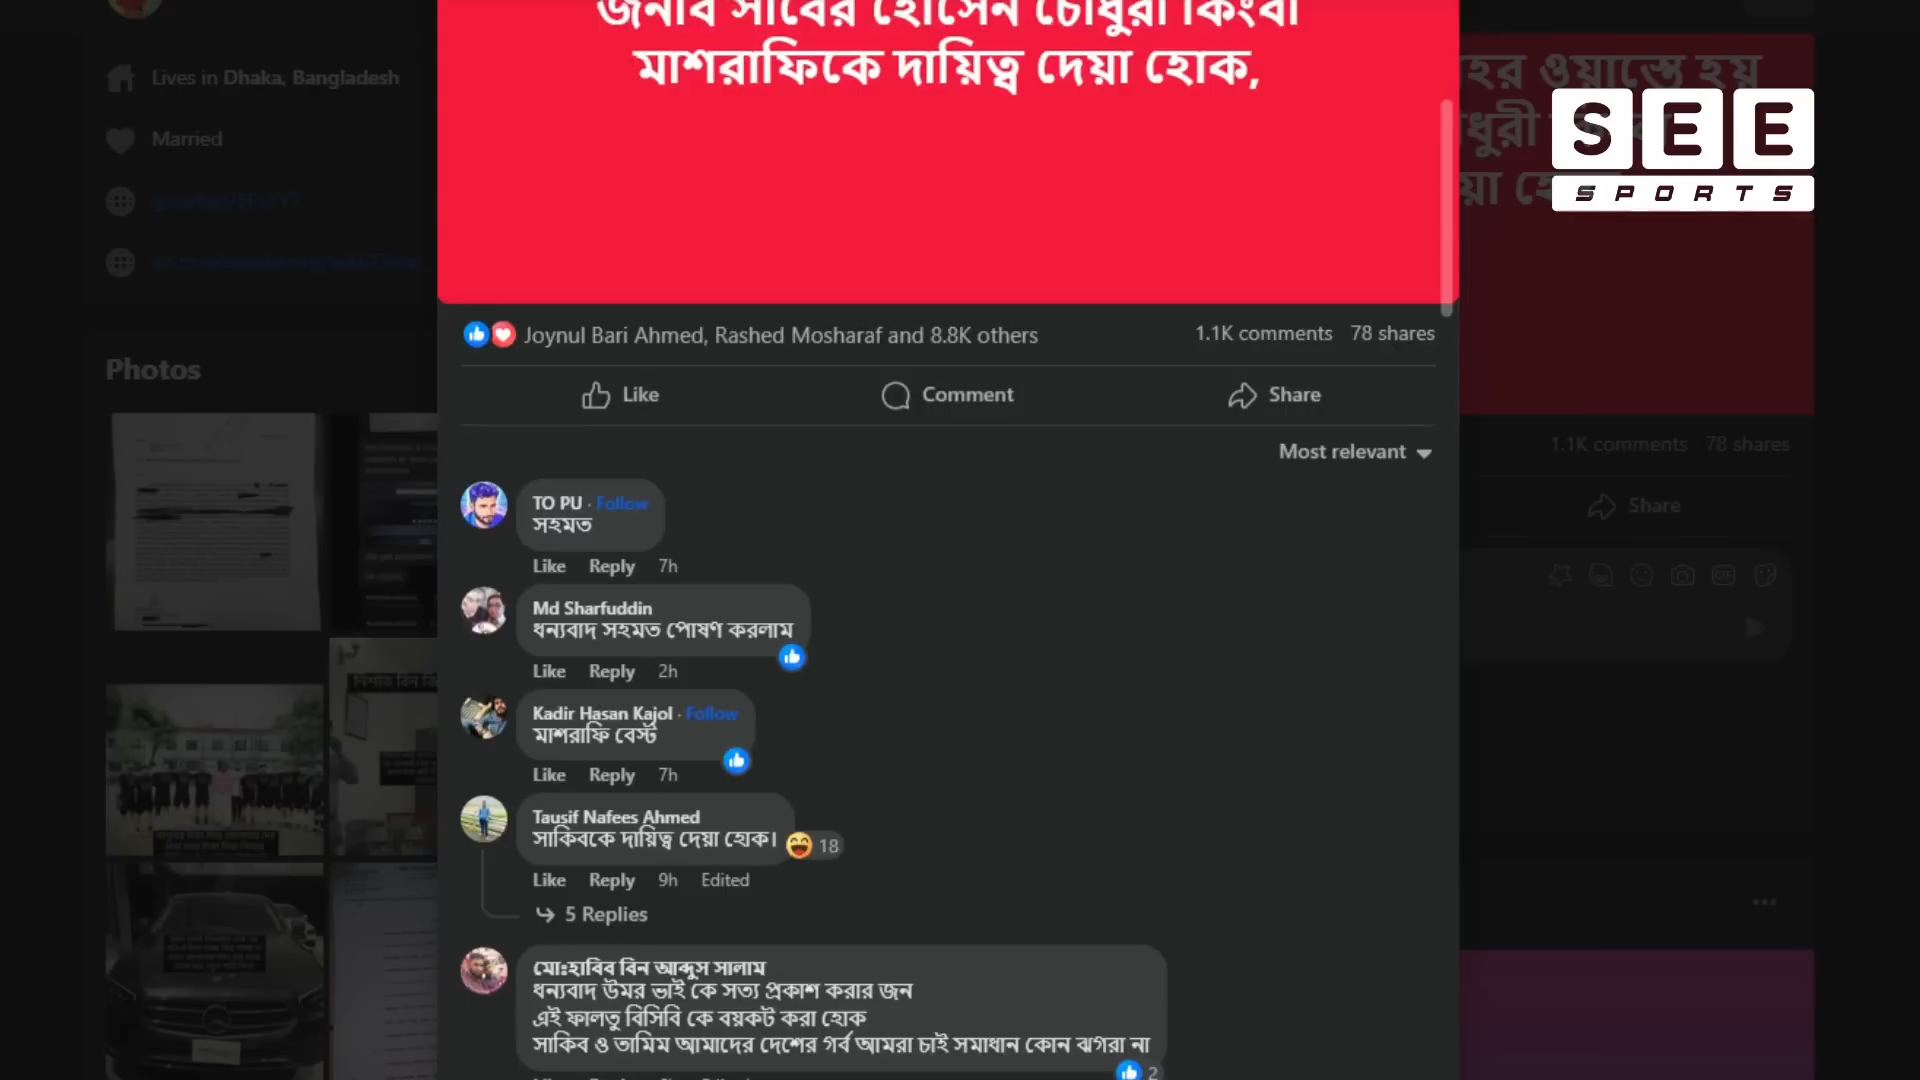 জনাব সাবের হোসেন চৌধুরী কিংবা
মাশরাফিকে দায়িত্ব দেয়া হোক,
Lives in Dhaka, Bangladesh
Married
Photos
SEE
SPORTS
Joynul Bari Ahmed, Rashed Mosharaf and 8.8K others
1.1K comments 78 shares
Like Comment Share
Most relevant
TO PU · Follow
সহমত
Like Reply 7h
Md Sharfuddin
ধন্যবাদ সহমত পোষণ করলাম
Like Reply 2h
Kadir Hasan Kajol · Follow
মাশরাফি বেস্ট
Like Reply 7h
Tausif Nafees Ahmed
সাকিবকে দায়িত্ব দেয়া হোক।
18
Like Reply 9h Edited
5 Replies
মোঃহাবিব বিন আব্দুস সালাম
ধন্যবাদ উমর ভাই কে সত্য প্রকাশ করার জন
এই ফালতু বিসিবি কে বয়কট করা হোক
সাকিব ও তামিম আমাদের দেশের গর্ব আমরা চাই সমাধান কোন ঝগরা না
2
ওয়াস্তে হয়
1.1K comments 78 shares
Share